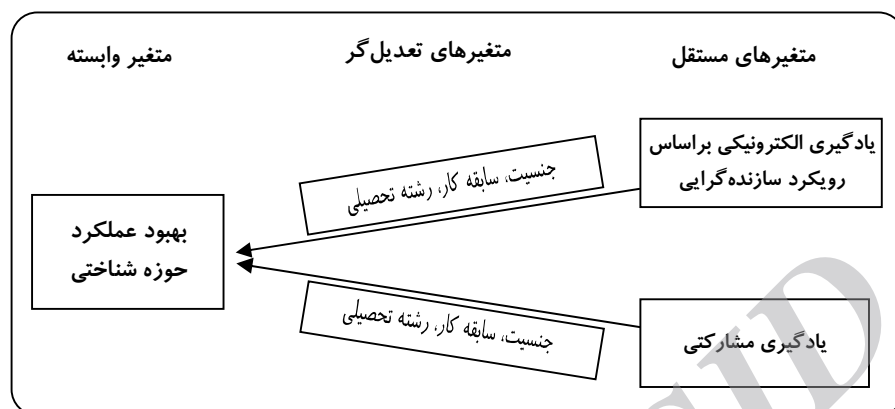 متغیرهای مستقل
متغیرهای تعدیل‌گر
متغیر وابسته
یادگیری الکترونیکی براساس
رویکرد سازنده‌گرایی
جنسیت، سابقه کار، رشته تحصیلی
بهبود عملکرد
حوزه شناختی
جنسیت، سابقه کار، رشته تحصیلی
یادگیری مشارکتی
SID